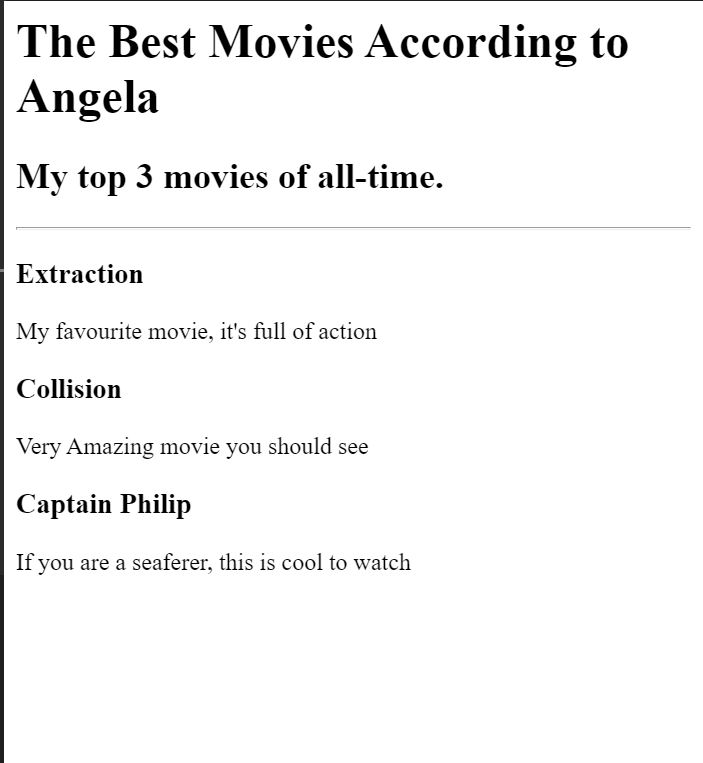 The Best Movies According to
Angela
My top 3 movies of all-time.
Extraction
My favourite movie, it's full of action
Collision
Very Amazing movie you should see
Captain Philip
If you are a seaferer, this is cool to watch